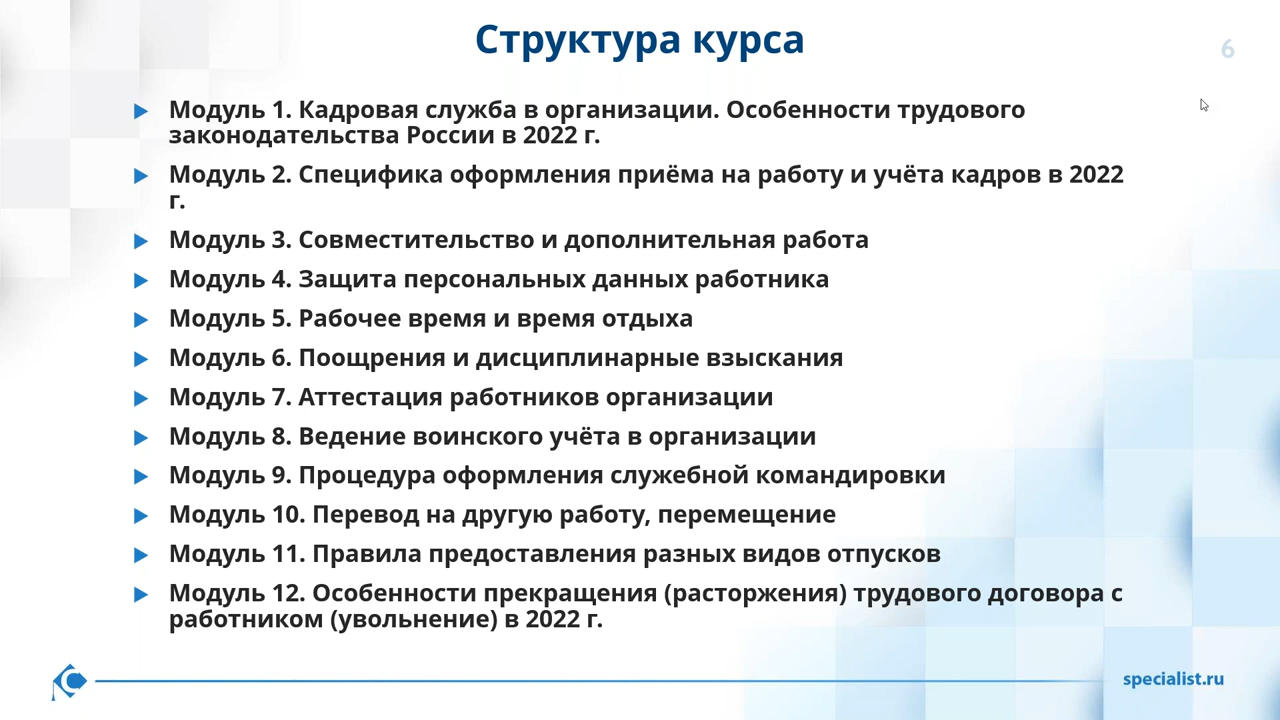 Структура курса
6
Модуль 1. Кадровая служба в организации. Особенности трудового
законодательства России в 2022 г.
Модуль 2. Специфика оформления приёма на работу и учёта кадров в 2022
г.
Модуль 3. Совместительство и дополнительная работа
Модуль 4. Защита персональных данных работника
Модуль 5. Рабочее время и время отдыха
Модуль 6. Поощрения и дисциплинарные взыскания
Модуль 7. Аттестация работников организации
Модуль 8. Ведение воинского учёта в организации
Модуль 9. Процедура оформления служебной командировки
Модуль 10. Перевод на другую работу, перемещение
Модуль 11. Правила предоставления разных видов отпусков
Модуль 12. Особенности прекращения (расторжения) трудового договора с
работником (увольнение) в 2022 г.
specialist.ru